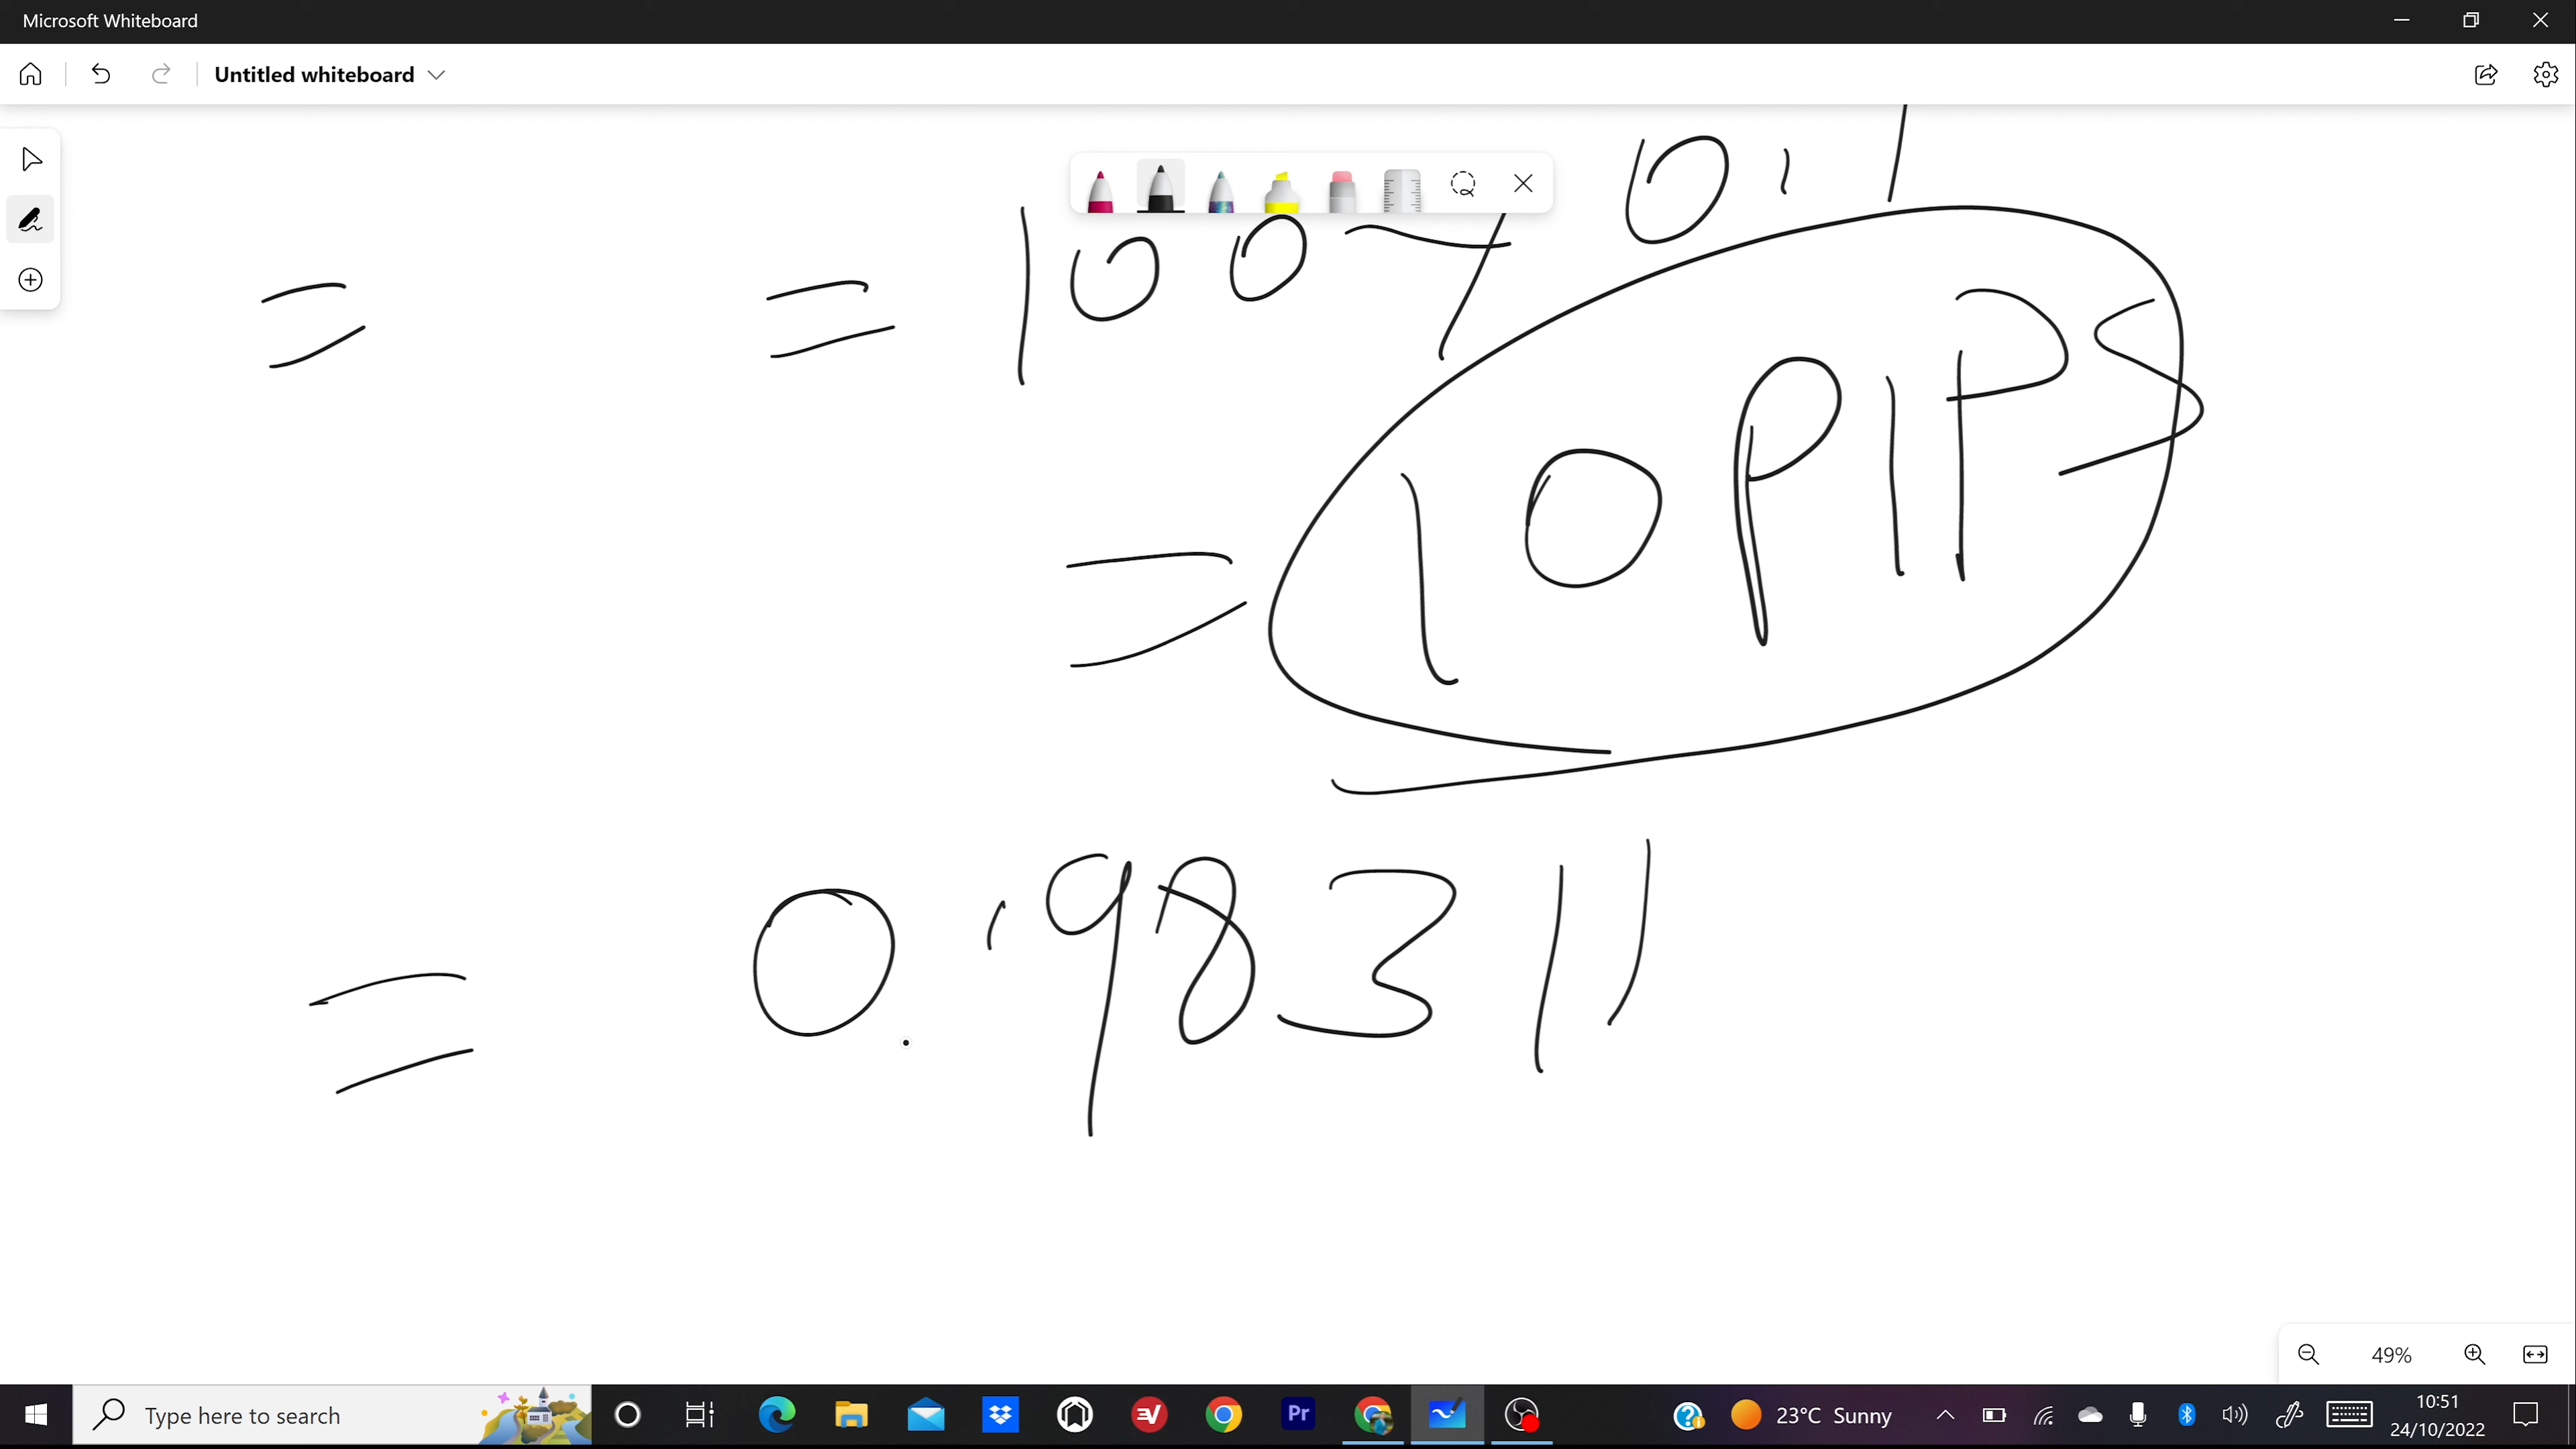 Microsoft Whiteboard
Untitled whiteboard
0.1
= = 100 x
= 10 PIPS
= 0.98311
49%
Type here to search
Pr
23°C Sunny
10:51
24/10/2022